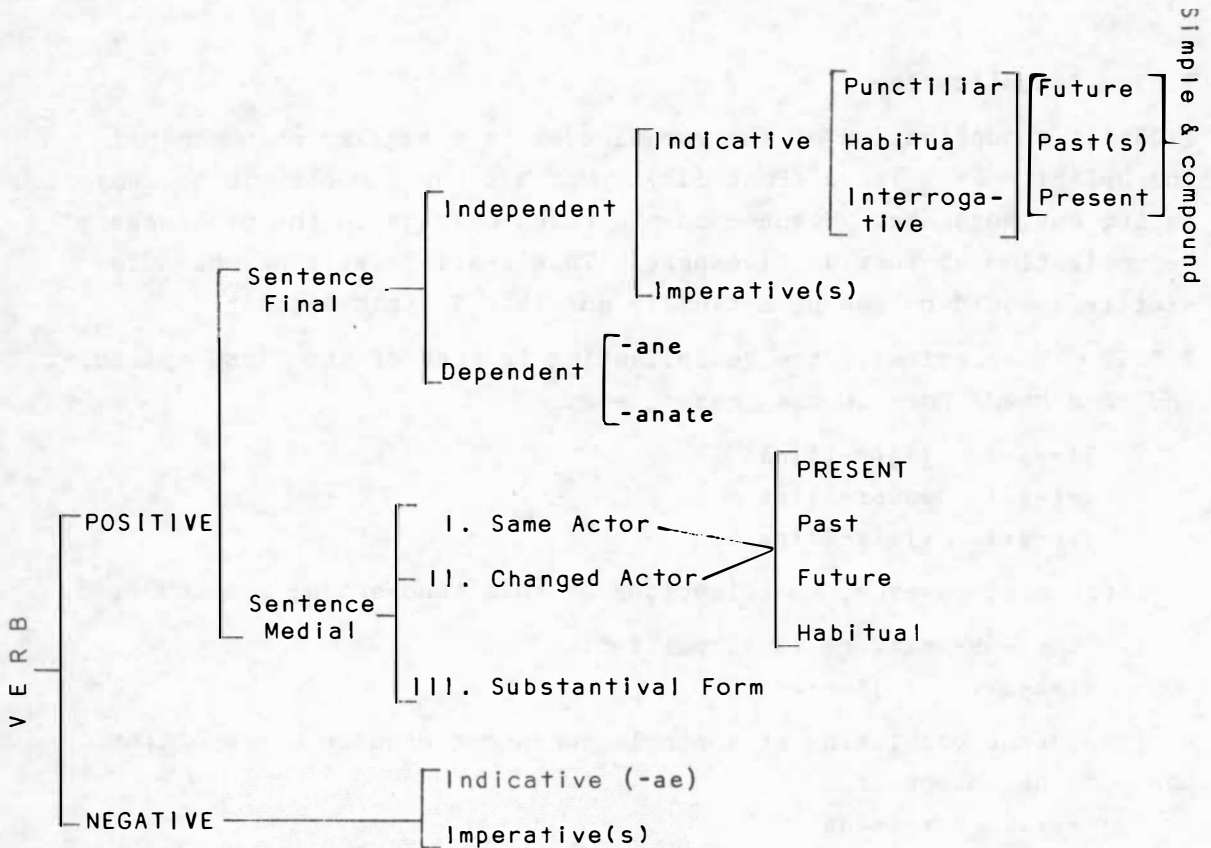 Simple & compound
Punctiliar Future
Indicative Habitua Past(s)
Interroga- Present
tive
Independent
Sentence
Final
Imperative(s)
-ane
Dependent
-anate
PRESENT
POSITIVE
I. Same Actor Past
II. Changed Actor Future
Sentence
Medial
Habitual
III. Substantival Form
VERB
Indicative (-ae)
NEGATIVE
Imperative(s)